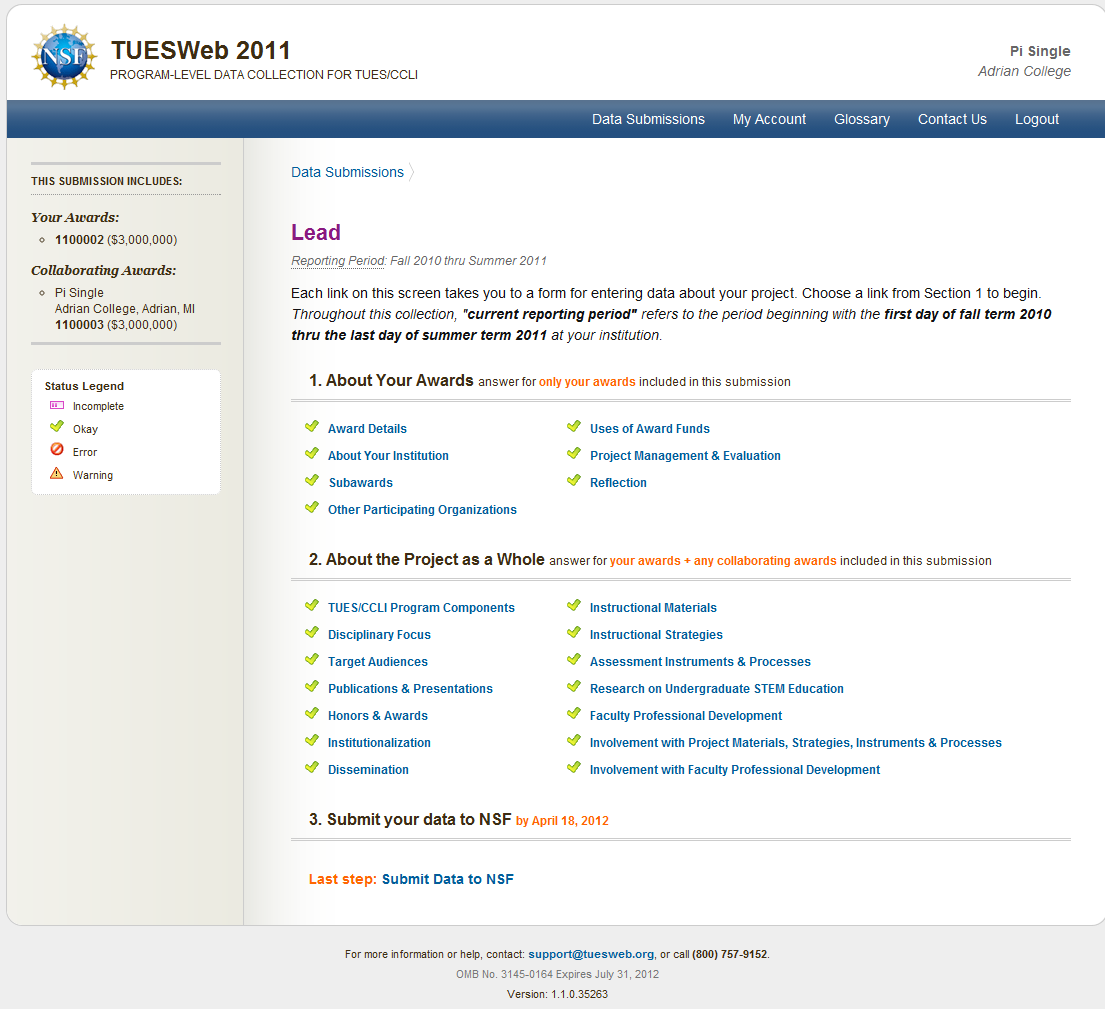 NSF
TUESWeb 2011
PROGRAM-LEVEL DATA COLLECTION FOR TUES/CCLI
Pi Single
Adrian College
Data Submissions My Account Glossary Contact Us Logout
THIS SUBMISSION INCLUDES:
Your Awards:
1100002 ($3,000,000)
Collaborating Awards:
Pi Single
Adrian College, Adrian, MI
1100003 ($3,000,000)
Status Legend
Incomplete
Okay
Error
Warning
Data Submissions
Lead
Reporting Period: Fall 2010 thru Summer 2011
Each link on this screen takes you to a form for entering data about your project. Choose a link from Section 1 to begin.
Throughout this collection, "current reporting period" refers to the period beginning with the first day of fall term 2010
thru the last day of summer term 2011 at your institution.
1. About Your Awards answer for only your awards included in this submission
Award Details
About Your Institution
Subawards
Other Participating Organizations
Uses of Award Funds
Project Management & Evaluation
Reflection
2. About the Project as a Whole answer for your awards + any collaborating awards included in this submission
TUES/CCLI Program Components
Disciplinary Focus
Target Audiences
Publications & Presentations
Honors & Awards
Institutionalization
Dissemination
Instructional Materials
Instructional Strategies
Assessment Instruments & Processes
Research on Undergraduate STEM Education
Faculty Professional Development
Involvement with Project Materials, Strategies, Instruments & Processes
Involvement with Faculty Professional Development
3. Submit your data to NSF by April 18, 2012
Last step: Submit Data to NSF
For more information or help, contact: support@tuesweb.org, or call (800) 757-9152.
OMB No. 3145-0164 Expires July 31, 2012
Version: 1.1.0.35263